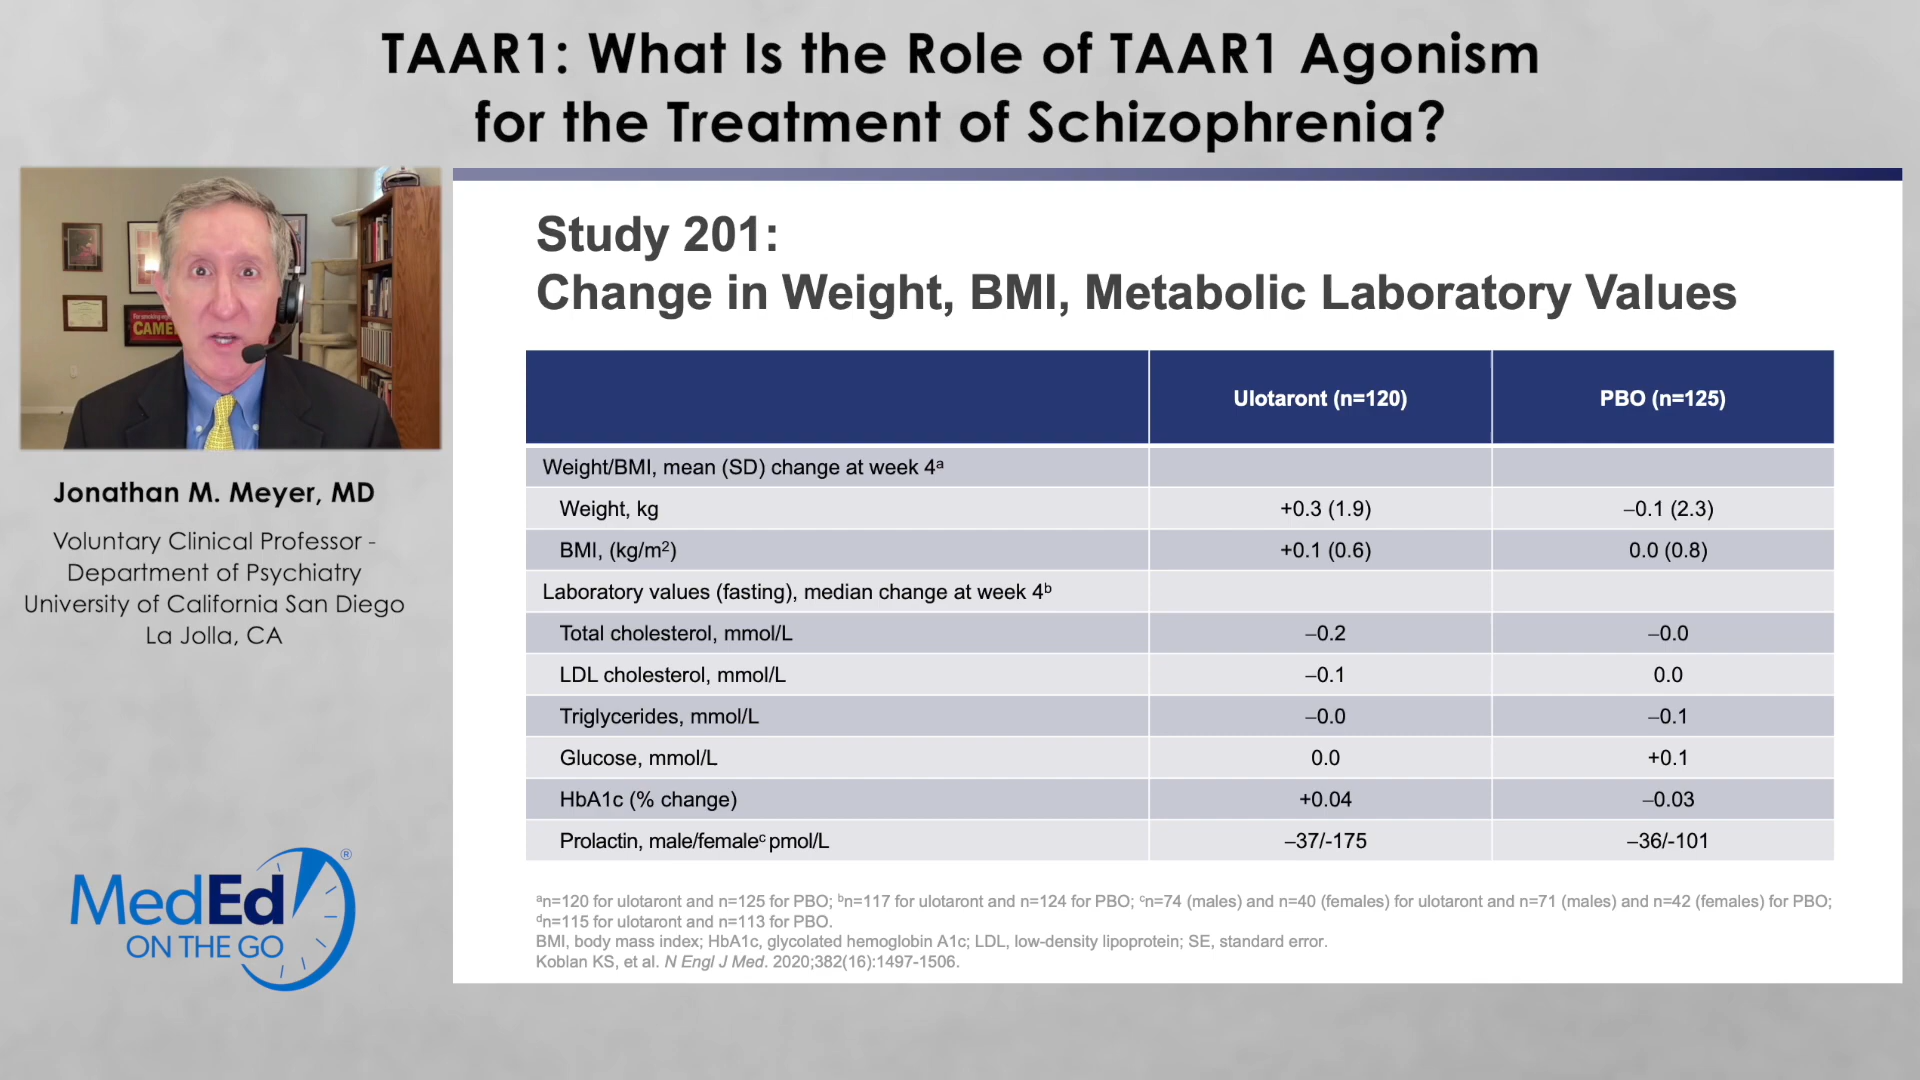 TAAR1: What Is the Role of TAAR1 Agonism
for the Treatment of Schizophrenia?
CAME
Jonathan M. Meyer, MD
Voluntary Clinical Professor -
Department of Psychiatry
University of California San Diego
La Jolla, CA
MedEd®
ON THE GO
Study 201:
Change in Weight, BMI, Metabolic Laboratory Values
Ulotaront (n=120) PBO (n=125)
Weight/BMI, mean (SD) change at week 4ᵃ
Weight, kg +0.3 (1.9) –0.1 (2.3)
BMI, (kg/m²) +0.1 (0.6) 0.0 (0.8)
Laboratory values (fasting), median change at week 4ᵇ
Total cholesterol, mmol/L –0.2 –0.0
LDL cholesterol, mmol/L –0.1 0.0
Triglycerides, mmol/L –0.0 –0.1
Glucose, mmol/L 0.0 +0.1
HbA1c (% change) +0.04 –0.03
Prolactin, male/femaleᶜ pmol/L –37/-175 –36/-101
ᵃn=120 for ulotaront and n=125 for PBO; ᵇn=117 for ulotaront and n=124 for PBO; ᶜn=74 (males) and n=40 (females) for ulotaront and n=71 (males) and n=42 (females) for PBO;
ᵈn=115 for ulotaront and n=113 for PBO.
BMI, body mass index; HbA1c, glycolated hemoglobin A1c; LDL, low-density lipoprotein; SE, standard error.
Koblan KS, et al. N Engl J Med. 2020;382(16):1497-1506.